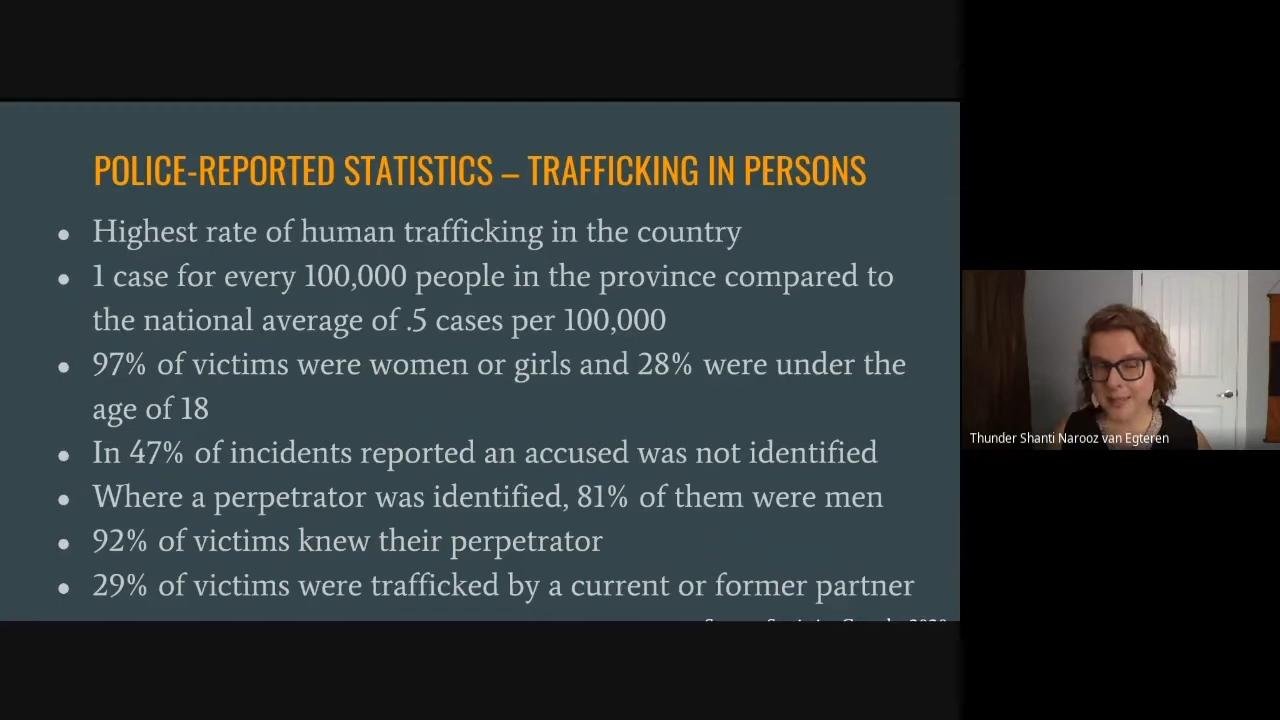 POLICE-REPORTED STATISTICS – TRAFFICKING IN PERSONS
• Highest rate of human trafficking in the country
• 1 case for every 100,000 people in the province compared to
the national average of .5 cases per 100,000
• 97% of victims were women or girls and 28% were under the
age of 18
• In 47% of incidents reported an accused was not identified
• Where a perpetrator was identified, 81% of them were men
• 92% of victims knew their perpetrator
• 29% of victims were trafficked by a current or former partner
Thunder Shanti Narooz van Egteren